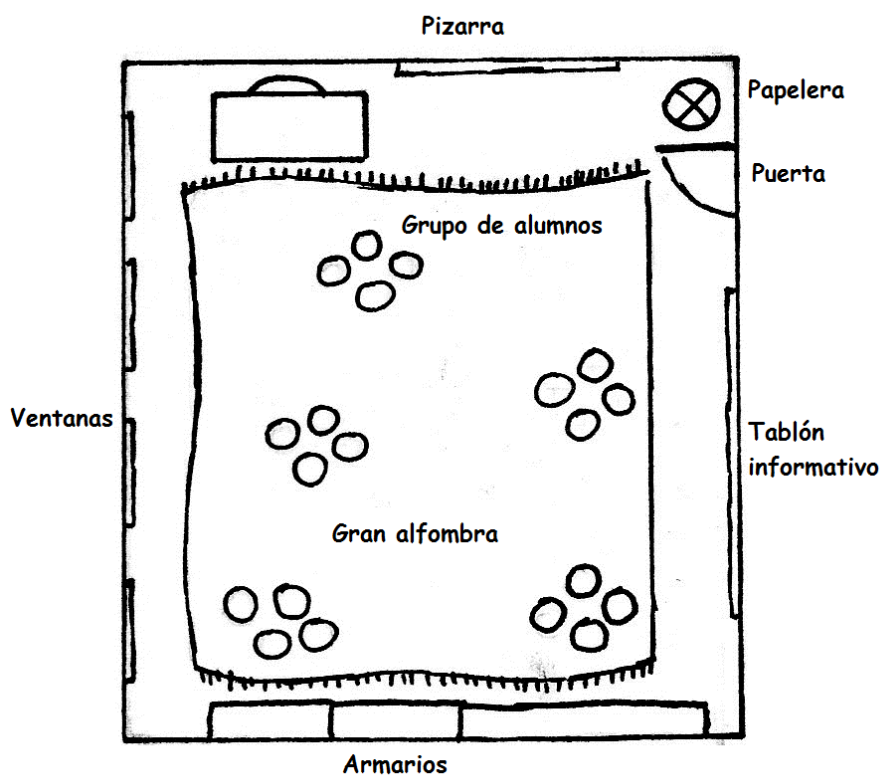 Pizarra
Papelera
Puerta
Grupo de alumnos
Ventanas
Tablón
informativo
Gran alfombra
Armarios